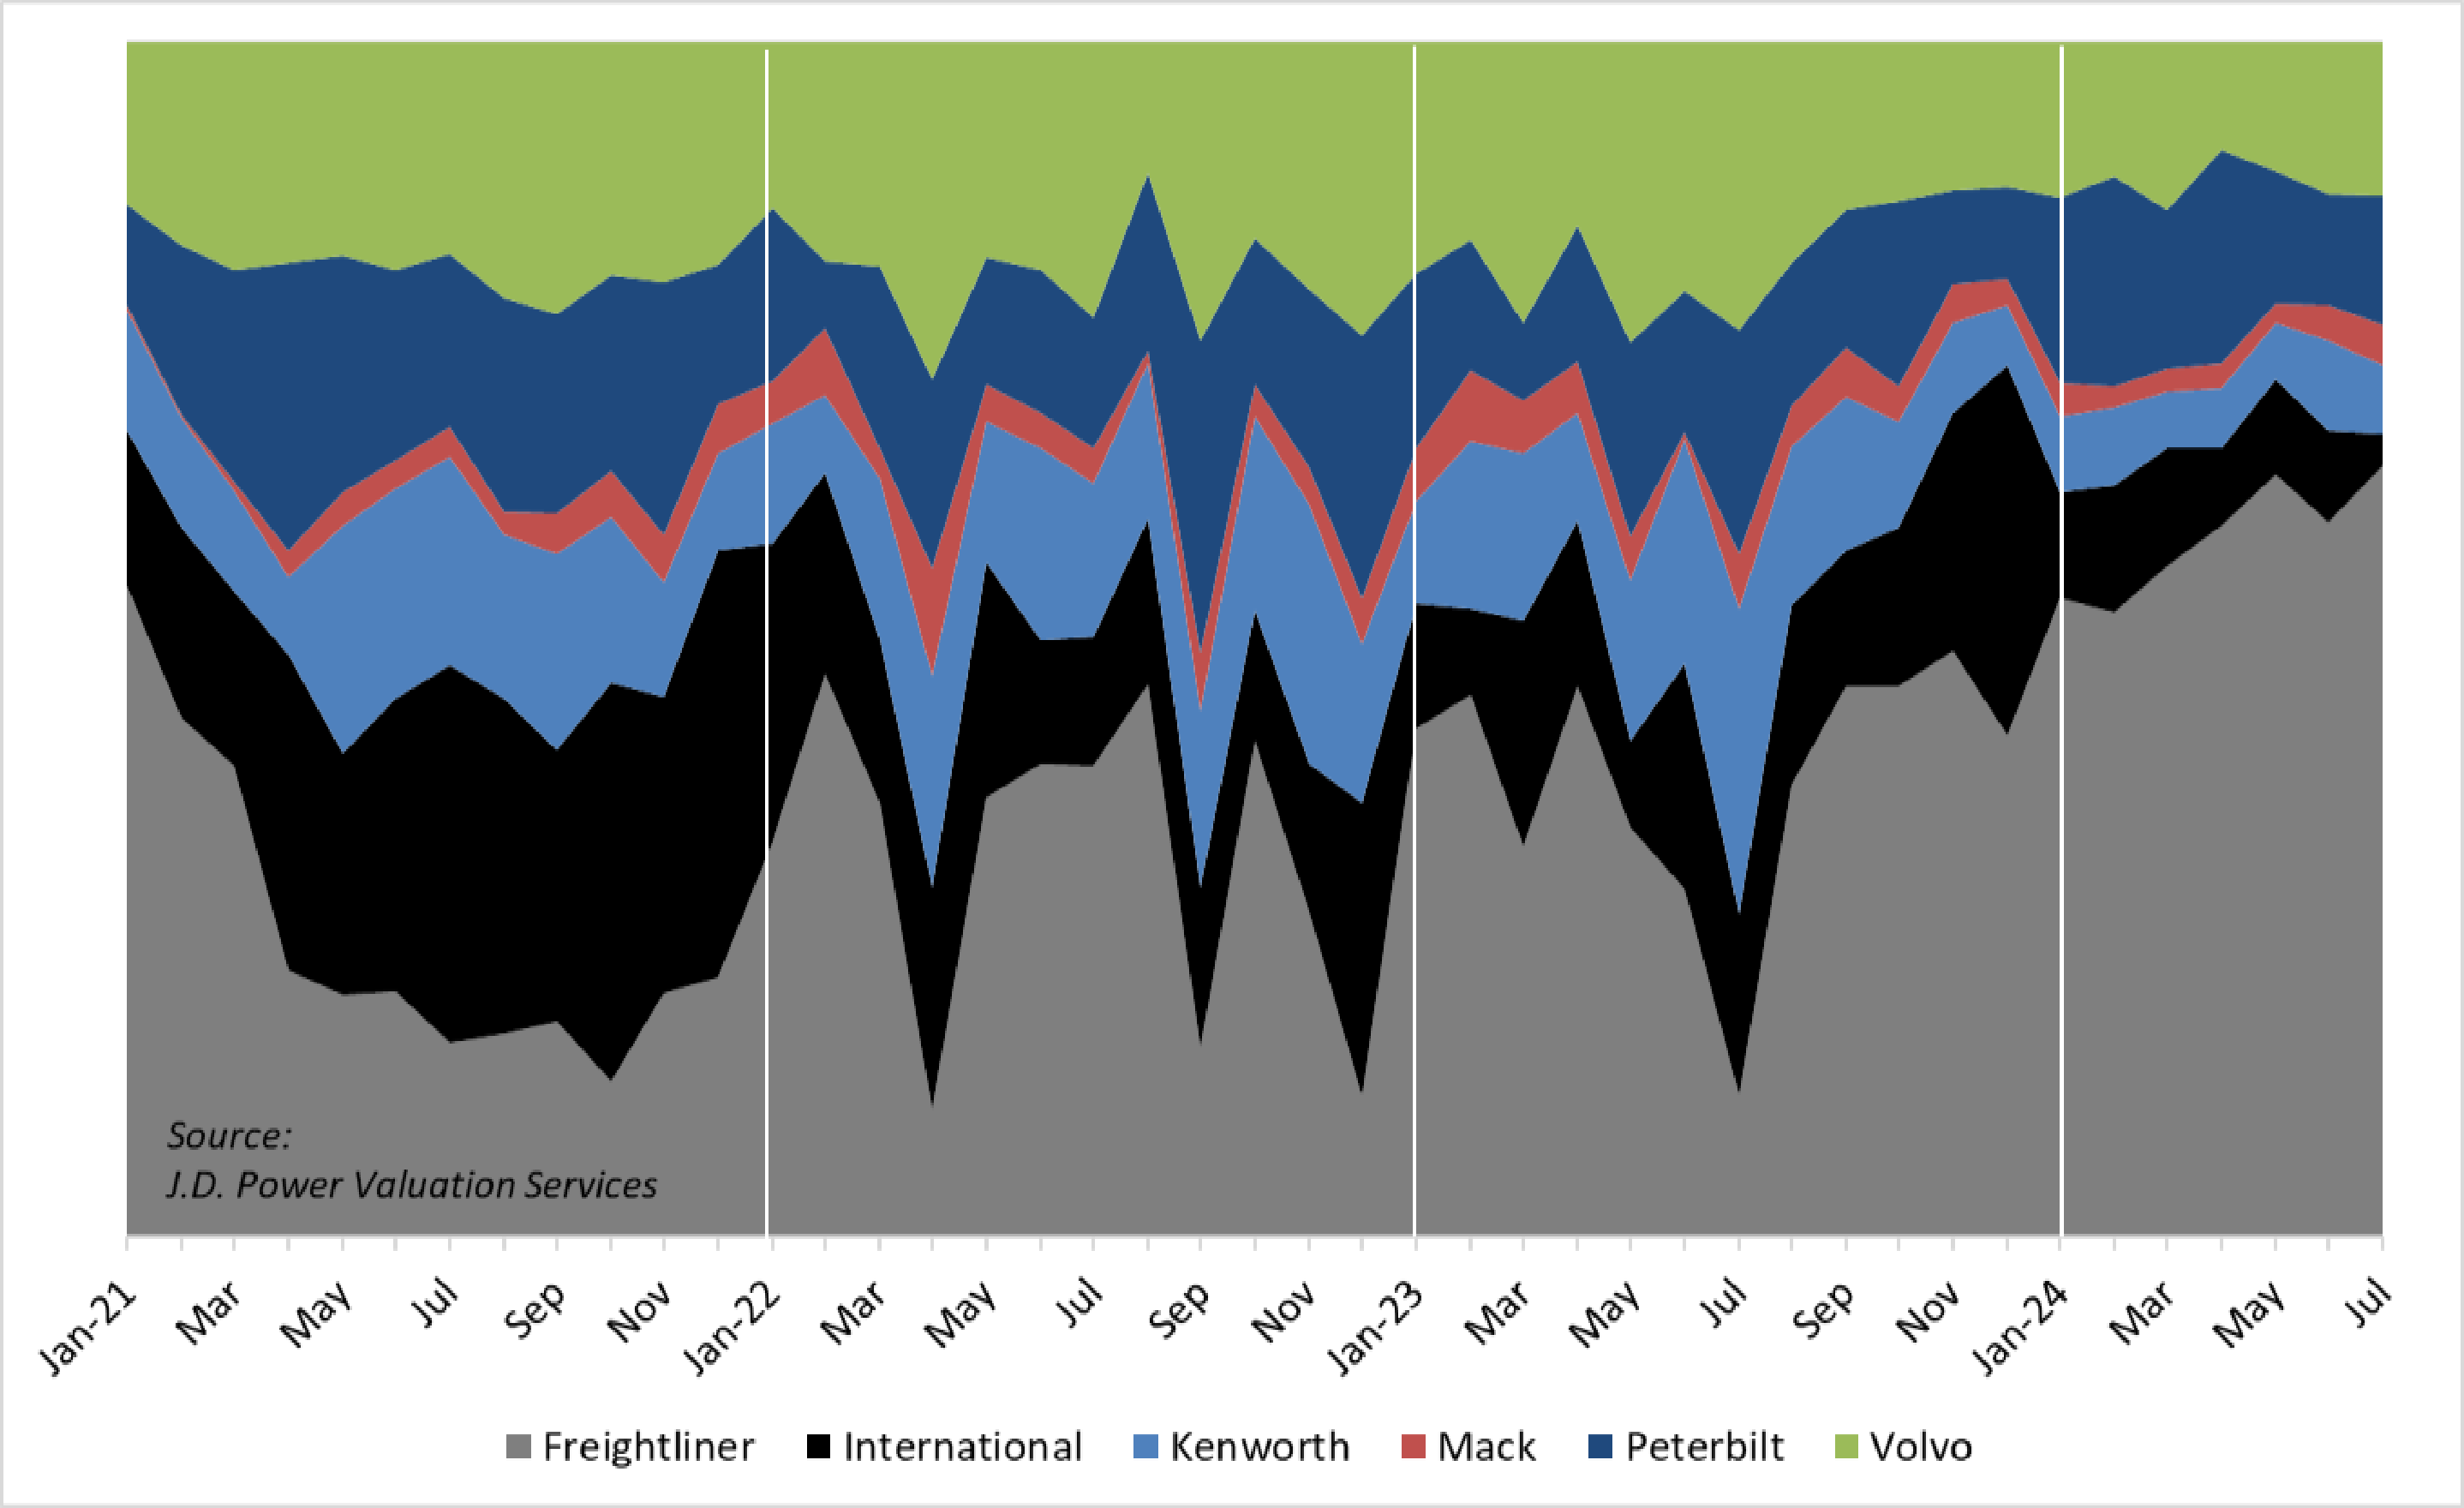 Source:
J.D. Power Valuation Services
Jan-21 Mar May Jul Sep Nov Jan-22 Mar May Jul Sep Nov Jan-23 Mar May Jul Sep Nov Jan-24 Mar May Jul
Freightliner International Kenworth Mack Peterbilt Volvo